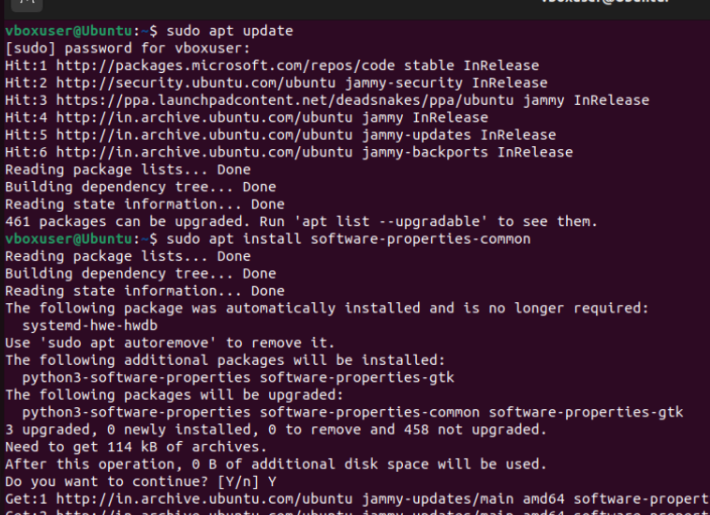 vboxuser@Ubuntu:~$ sudo apt update
[sudo] password for vboxuser:
Hit:1 http://packages.microsoft.com/repos/code stable InRelease
Hit:2 http://security.ubuntu.com/ubuntu jammy-security InRelease
Hit:3 https://ppa.launchpadcontent.net/deadsnakes/ppa/ubuntu jammy InRelease
Hit:4 http://in.archive.ubuntu.com/ubuntu jammy InRelease
Hit:5 http://in.archive.ubuntu.com/ubuntu jammy-updates InRelease
Hit:6 http://in.archive.ubuntu.com/ubuntu jammy-backports InRelease
Reading package lists... Done
Building dependency tree... Done
Reading state information... Done
461 packages can be upgraded. Run 'apt list --upgradable' to see them.
vboxuser@Ubuntu:~$ sudo apt install software-properties-common
Reading package lists... Done
Building dependency tree... Done
Reading state information... Done
The following package was automatically installed and is no longer required:
systemd-hwe-hwdb
Use 'sudo apt autoremove' to remove it.
The following additional packages will be installed:
python3-software-properties software-properties-gtk
The following packages will be upgraded:
python3-software-properties software-properties-common software-properties-gtk
3 upgraded, 0 newly installed, 0 to remove and 458 not upgraded.
Need to get 114 kB of archives.
After this operation, 0 B of additional disk space will be used.
Do you want to continue? [Y/n] Y
Get:1 http://in.archive.ubuntu.com/ubuntu jammy-updates/main amd64 software-propert